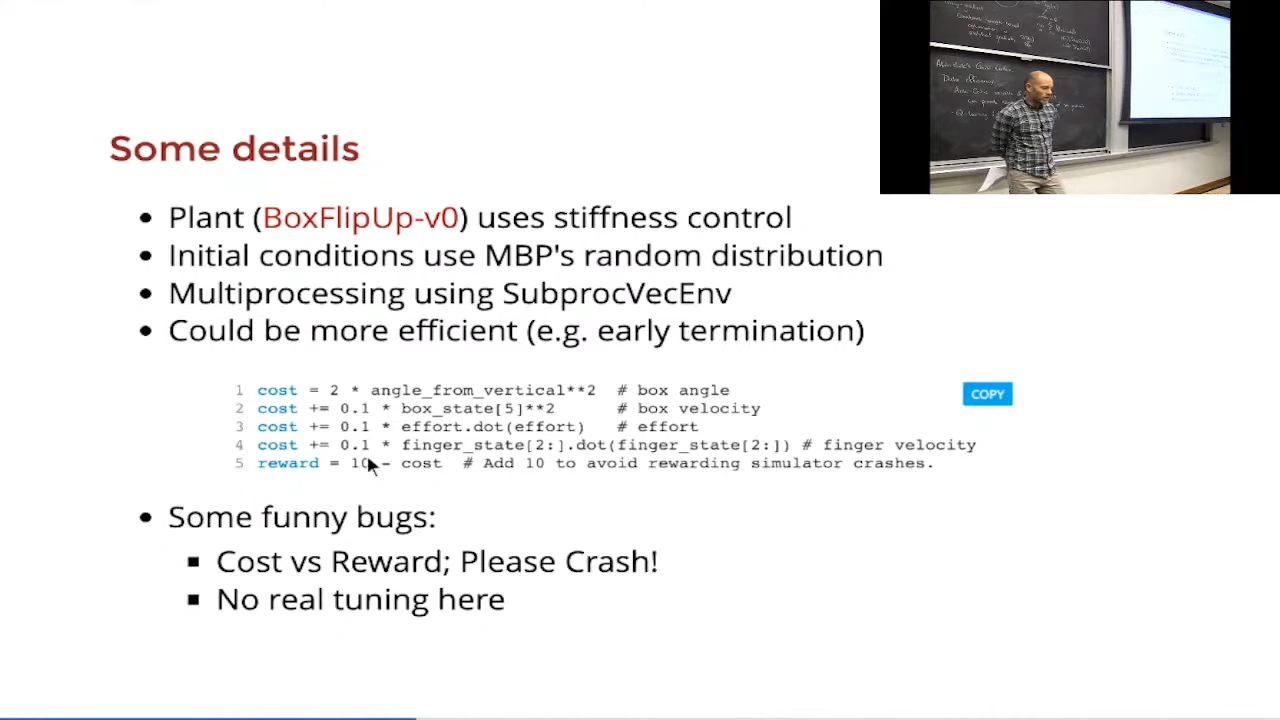 Some details
• Plant (BoxFlipUp-v0) uses stiffness control
• Initial conditions use MBP's random distribution
• Multiprocessing using SubprocVecEnv
• Could be more efficient (e.g. early termination)
1 cost = 2 * angle_from_vertical**2 # box angle
COPY
2 cost += 0.1 * box_state[5]**2 # box velocity
3 cost += 0.1 * effort.dot(effort) # effort
4 cost += 0.1 * finger_state[2:].dot(finger_state[2:]) # finger velocity
5 reward = 10 - cost # Add 10 to avoid rewarding simulator crashes.
• Some funny bugs:
▪ Cost vs Reward; Please Crash!
▪ No real tuning here